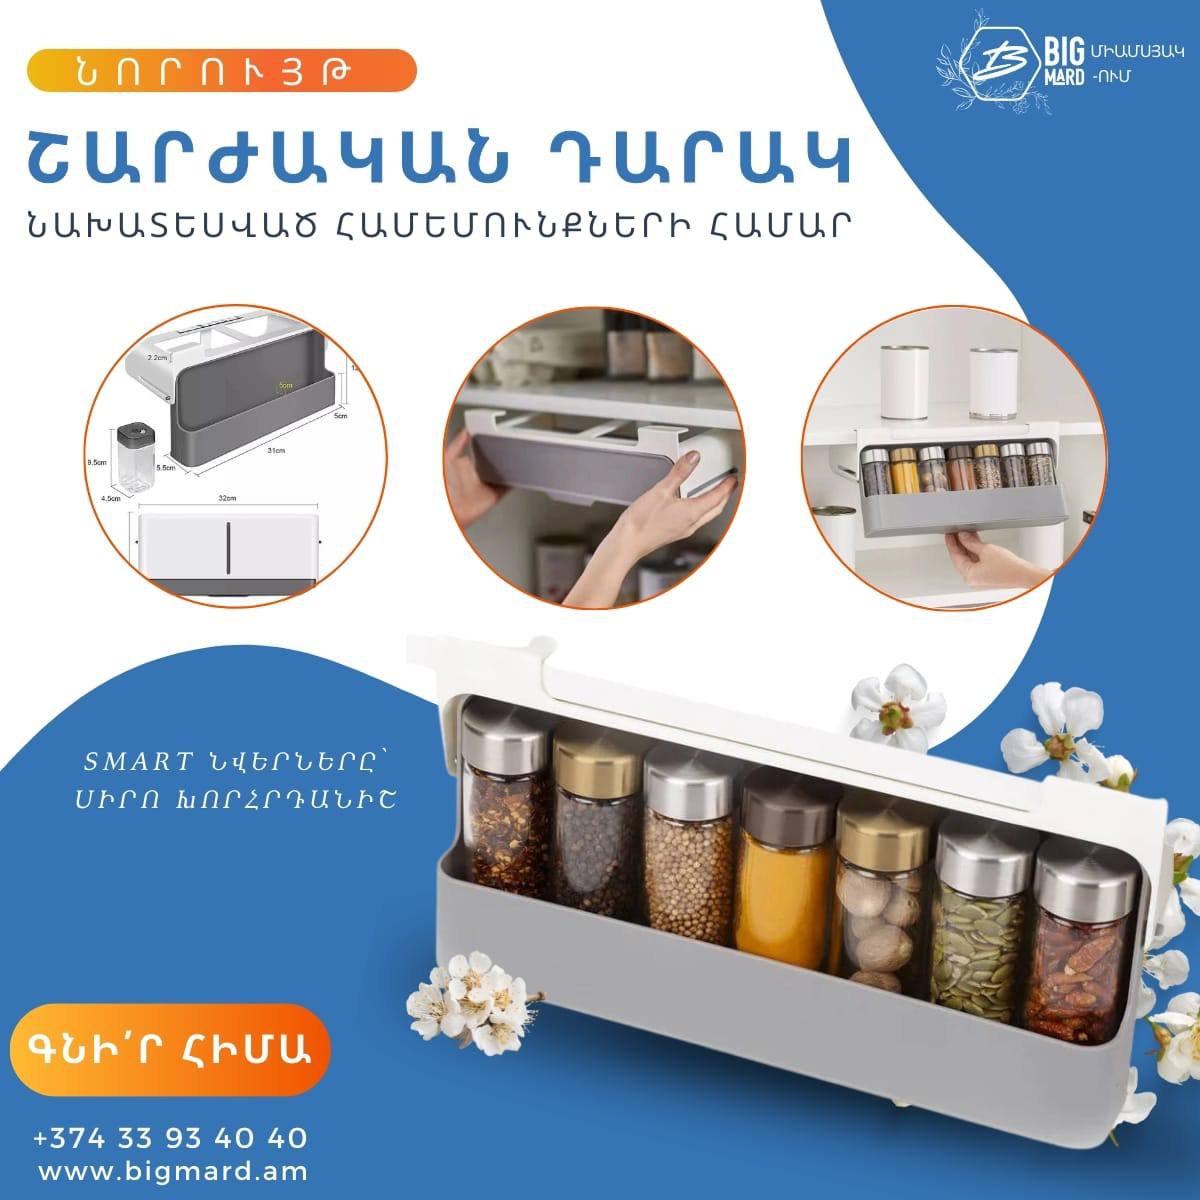 ՆՈՐՈՒՅԹ
BIG
MARD
ՄԻԱՄՍՅԱԿ
-ՈՒՄ
ՇԱՐԺԱԿԱՆ ԴԱՐԱԿ
ՆԱԽԱՏԵՍՎԱԾ ՀԱՄԵՄՈՒՆՔՆԵՐԻ ՀԱՄԱՐ
2.2cm
5cm
5cm
31cm
5.5cm
9.5cm
4.5cm
32cm
SMART ՆՎԵՐՆԵՐԸ՝
ՍԻՐՈ ԽՈՐՀՐԴԱՆԻՇ
ԳՆԻ՛Ր ՀԻՄԱ
+374 33 93 40 40
www.bigmard.am